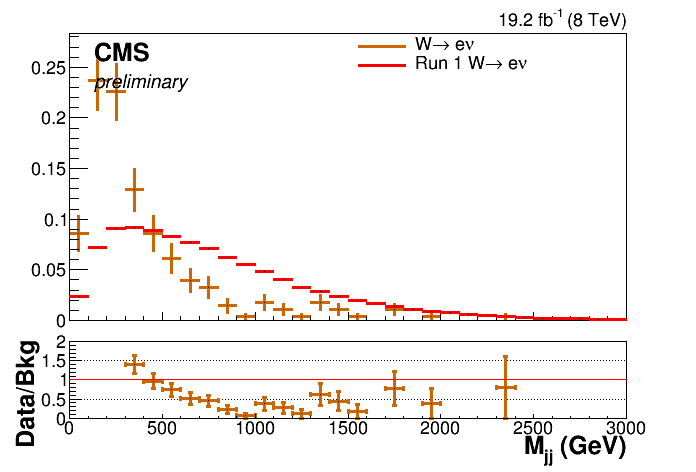 19.2 fb⁻¹ (8 TeV)
CMS
preliminary
W→ eν
Run 1 W→ eν
0.25
0.2
0.15
0.1
0.05
0
Data/Bkg
2
1.5
1
0.5
0
0 500 1000 1500 2000 2500 3000
M_jj (GeV)